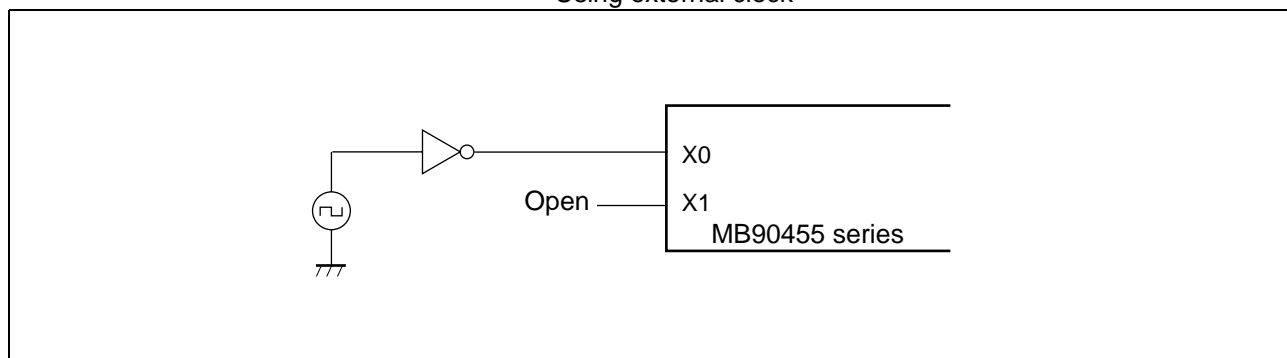 Using external clock
X0
Open
X1
MB90455 series